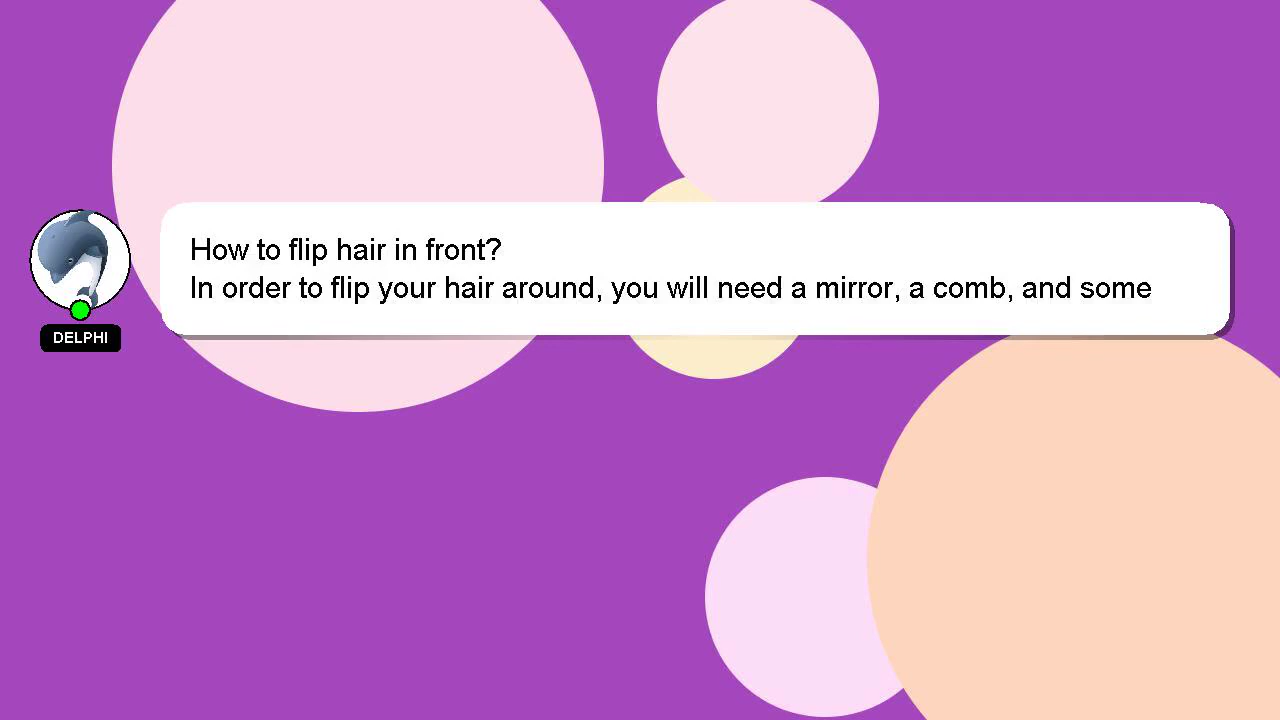 How to flip hair in front?
In order to flip your hair around, you will need a mirror, a comb, and some
DELPHI